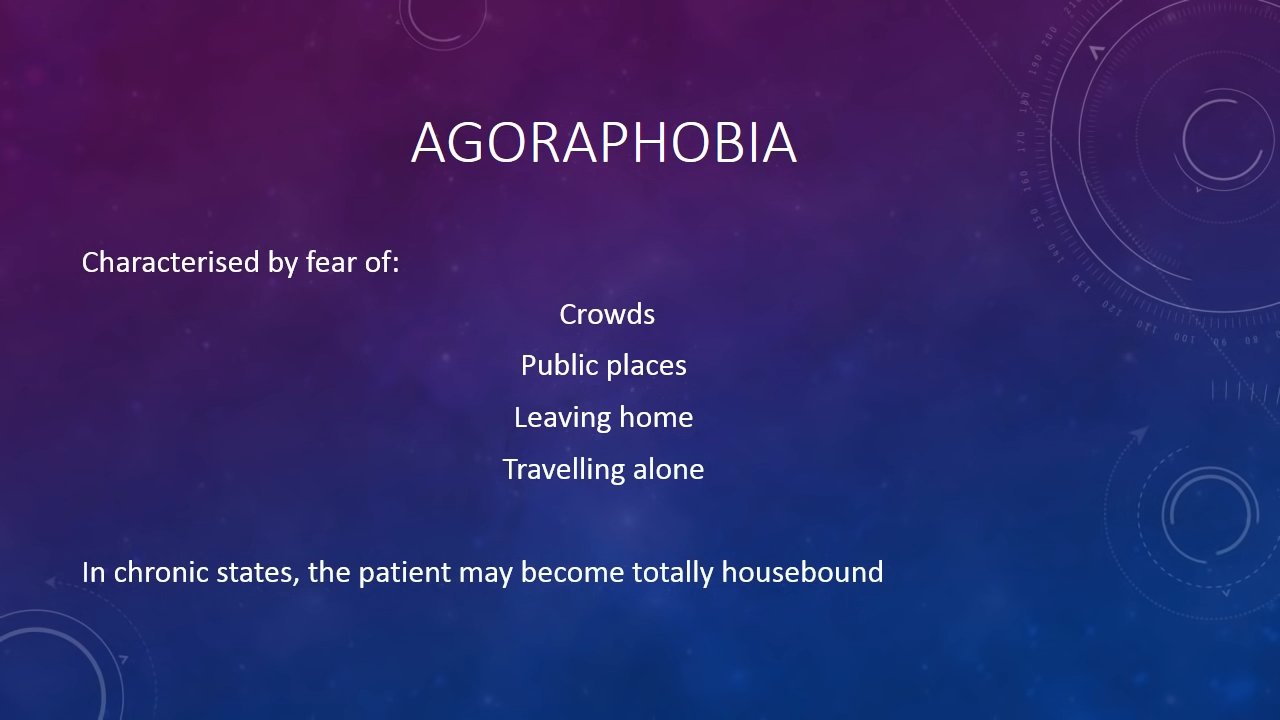 AGORAPHOBIA
Characterised by fear of:
Crowds
Public places
Leaving home
Travelling alone
In chronic states, the patient may become totally housebound